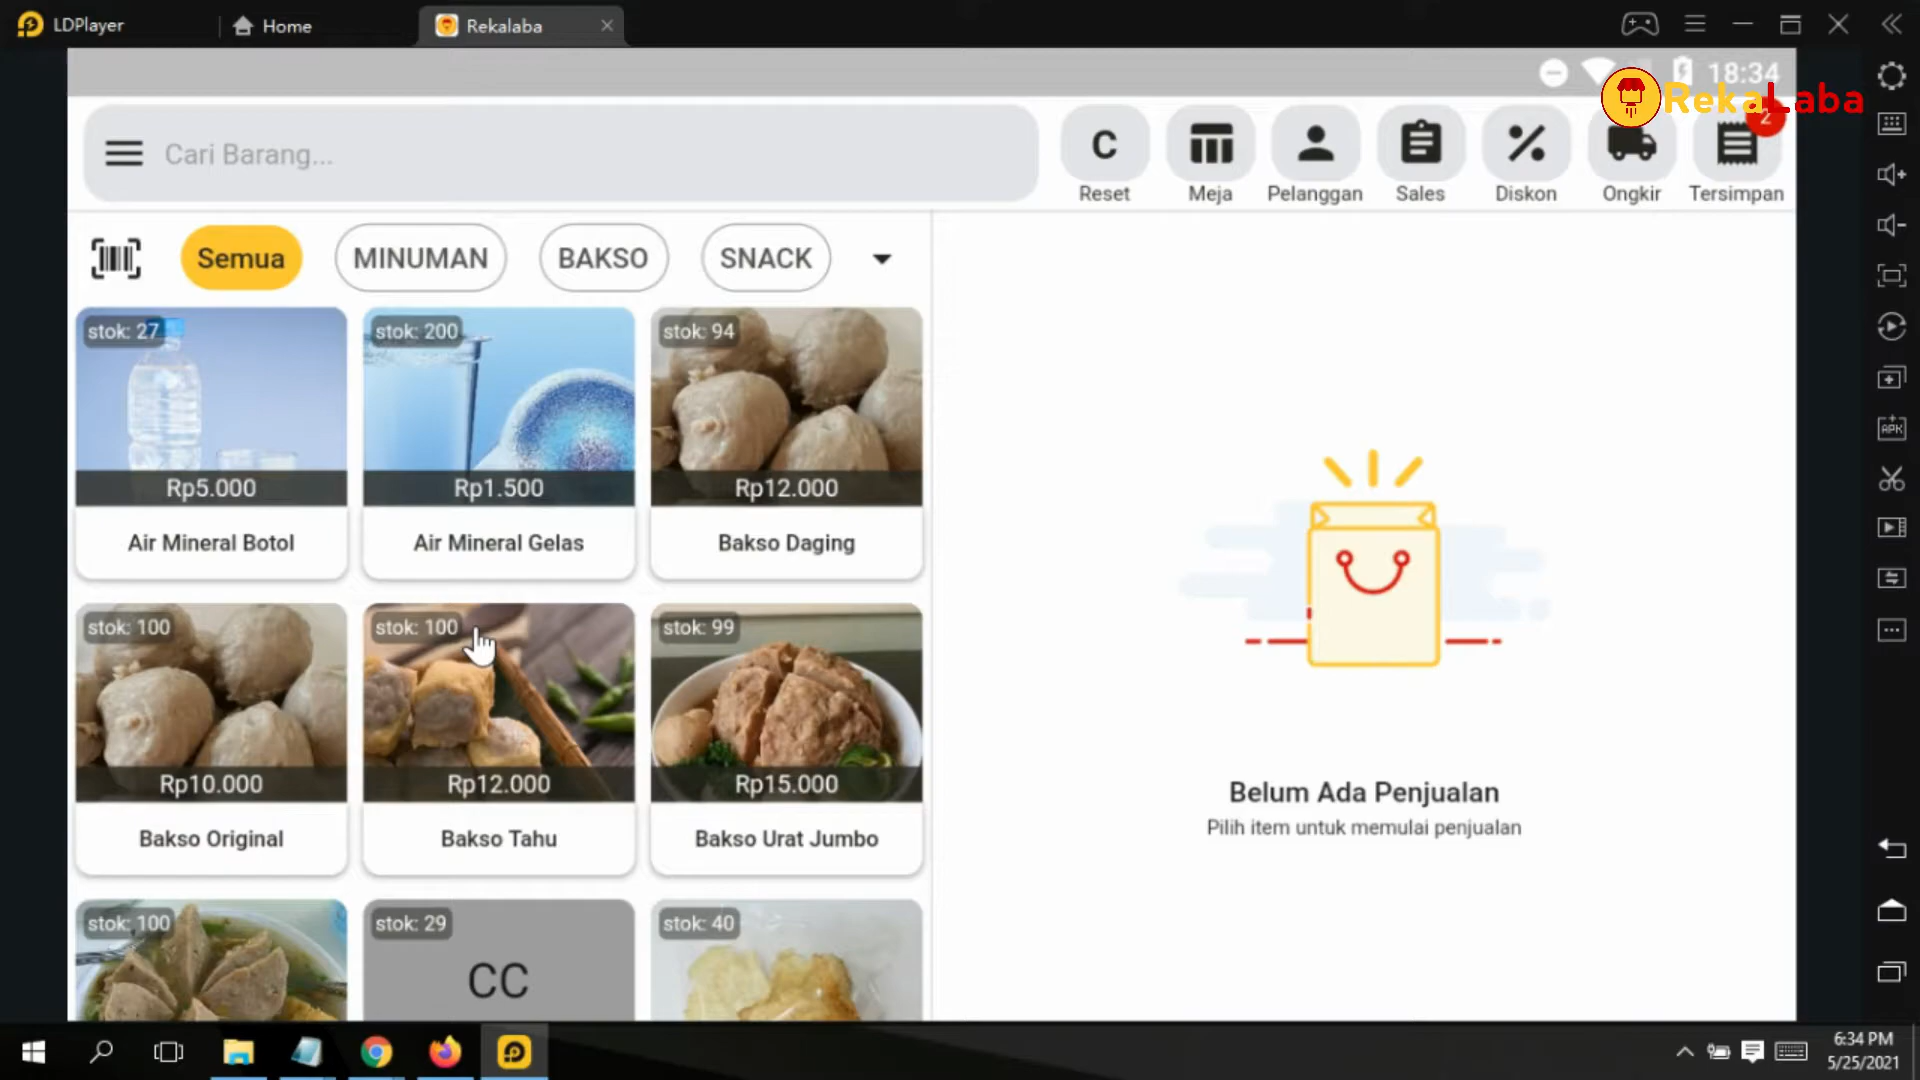 LDPlayer
Home
Rekalaba
18:34
RekaLaba
Cari Barang...
C
Reset
Meja
Pelanggan
Sales
Diskon
Ongkir
2
Tersimpan
Semua
MINUMAN
BAKSO
SNACK
stok: 27
Rp5.000
Air Mineral Botol
stok: 200
Rp1.500
Air Mineral Gelas
stok: 94
Rp12.000
Bakso Daging
stok: 100
Rp10.000
Bakso Original
stok: 100
Rp12.000
Bakso Tahu
stok: 99
Rp15.000
Bakso Urat Jumbo
stok: 100
stok: 29
CC
stok: 40
Belum Ada Penjualan
Pilih item untuk memulai penjualan
APK
6:34 PM
5/25/2021